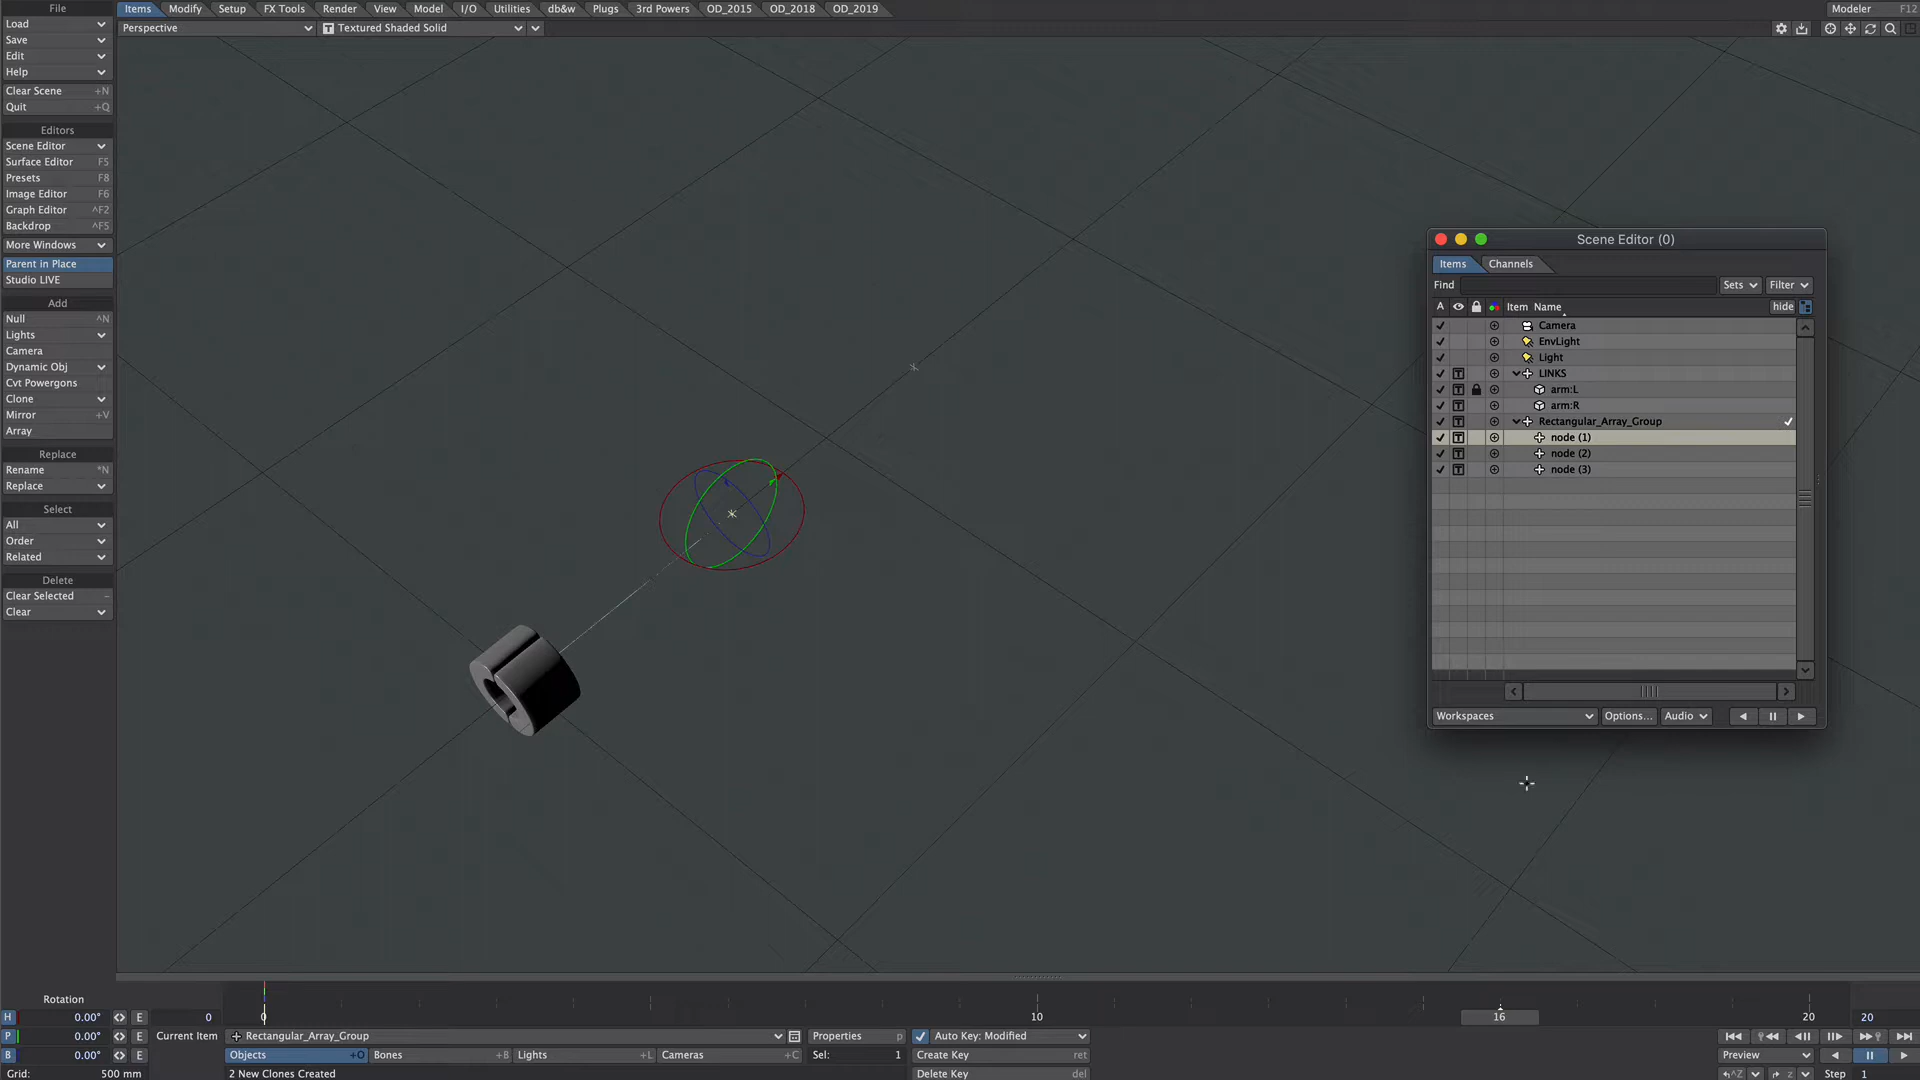 File
Items Modify Setup FX Tools Render View Model I/O Utilities db&w Plugs 3rd Powers OD_2015 OD_2018 OD_2019
Modeler F12
Load
Perspective
T Textured Shaded Solid
Save
Edit
Help
Clear Scene +N
Quit +Q
Editors
Scene Editor
Surface Editor F5
Presets F8
Image Editor F6
Graph Editor ^F2
Backdrop ^F5
More Windows
Parent in Place
Studio LIVE
Add
Null ^N
Lights
Camera
Dynamic Obj
Cvt Powergons
Clone
Mirror +V
Array
Replace
Rename *N
Replace
Select
All
Order
Related
Delete
Clear Selected –
Clear
Scene Editor (0)
Items Channels
Find Sets Filter
A Item Name hide
Camera
EnvLight
Light
T LINKS
T arm:L
T arm:R
T Rectangular_Array_Group
T node (1)
T node (2)
T node (3)
Workspaces Options... Audio
Rotation
H 0.00° E 0
P 0.00° E
B 0.00° E
Grid: 500 mm
0 10 16 20 20
Current Item Rectangular_Array_Group Properties p Auto Key: Modified
Objects +O Bones +B Lights +L Cameras +C Sel: 1 Create Key ret
2 New Clones Created
Delete Key del
Preview
^Z z Step 1